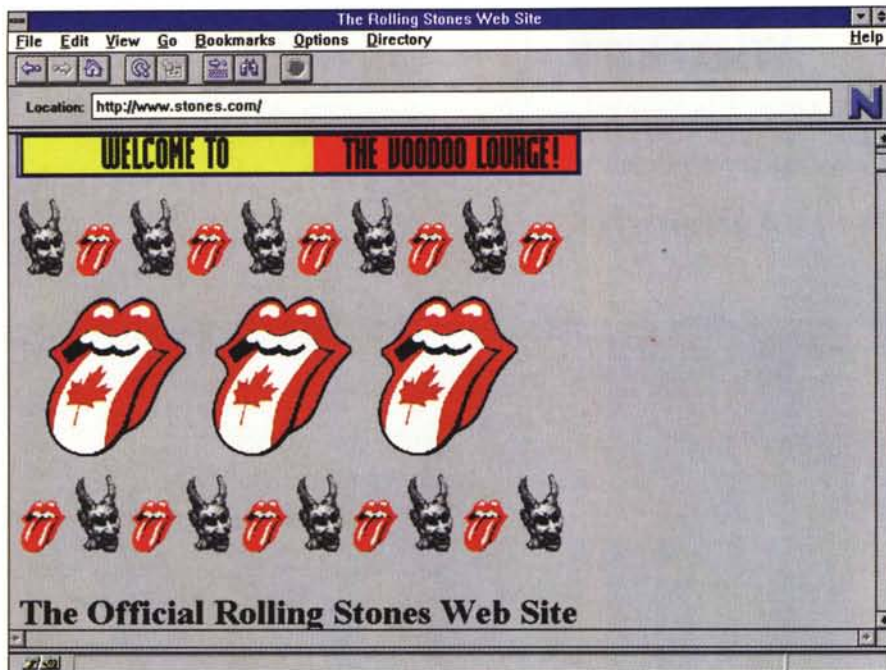 The Rolling Stones Web Site
File Edit View Go Bookmarks Options Directory Help
Location: http://www.stones.com/
N
WELCOME TO THE VOODOO LOUNGE!
The Official Rolling Stones Web Site